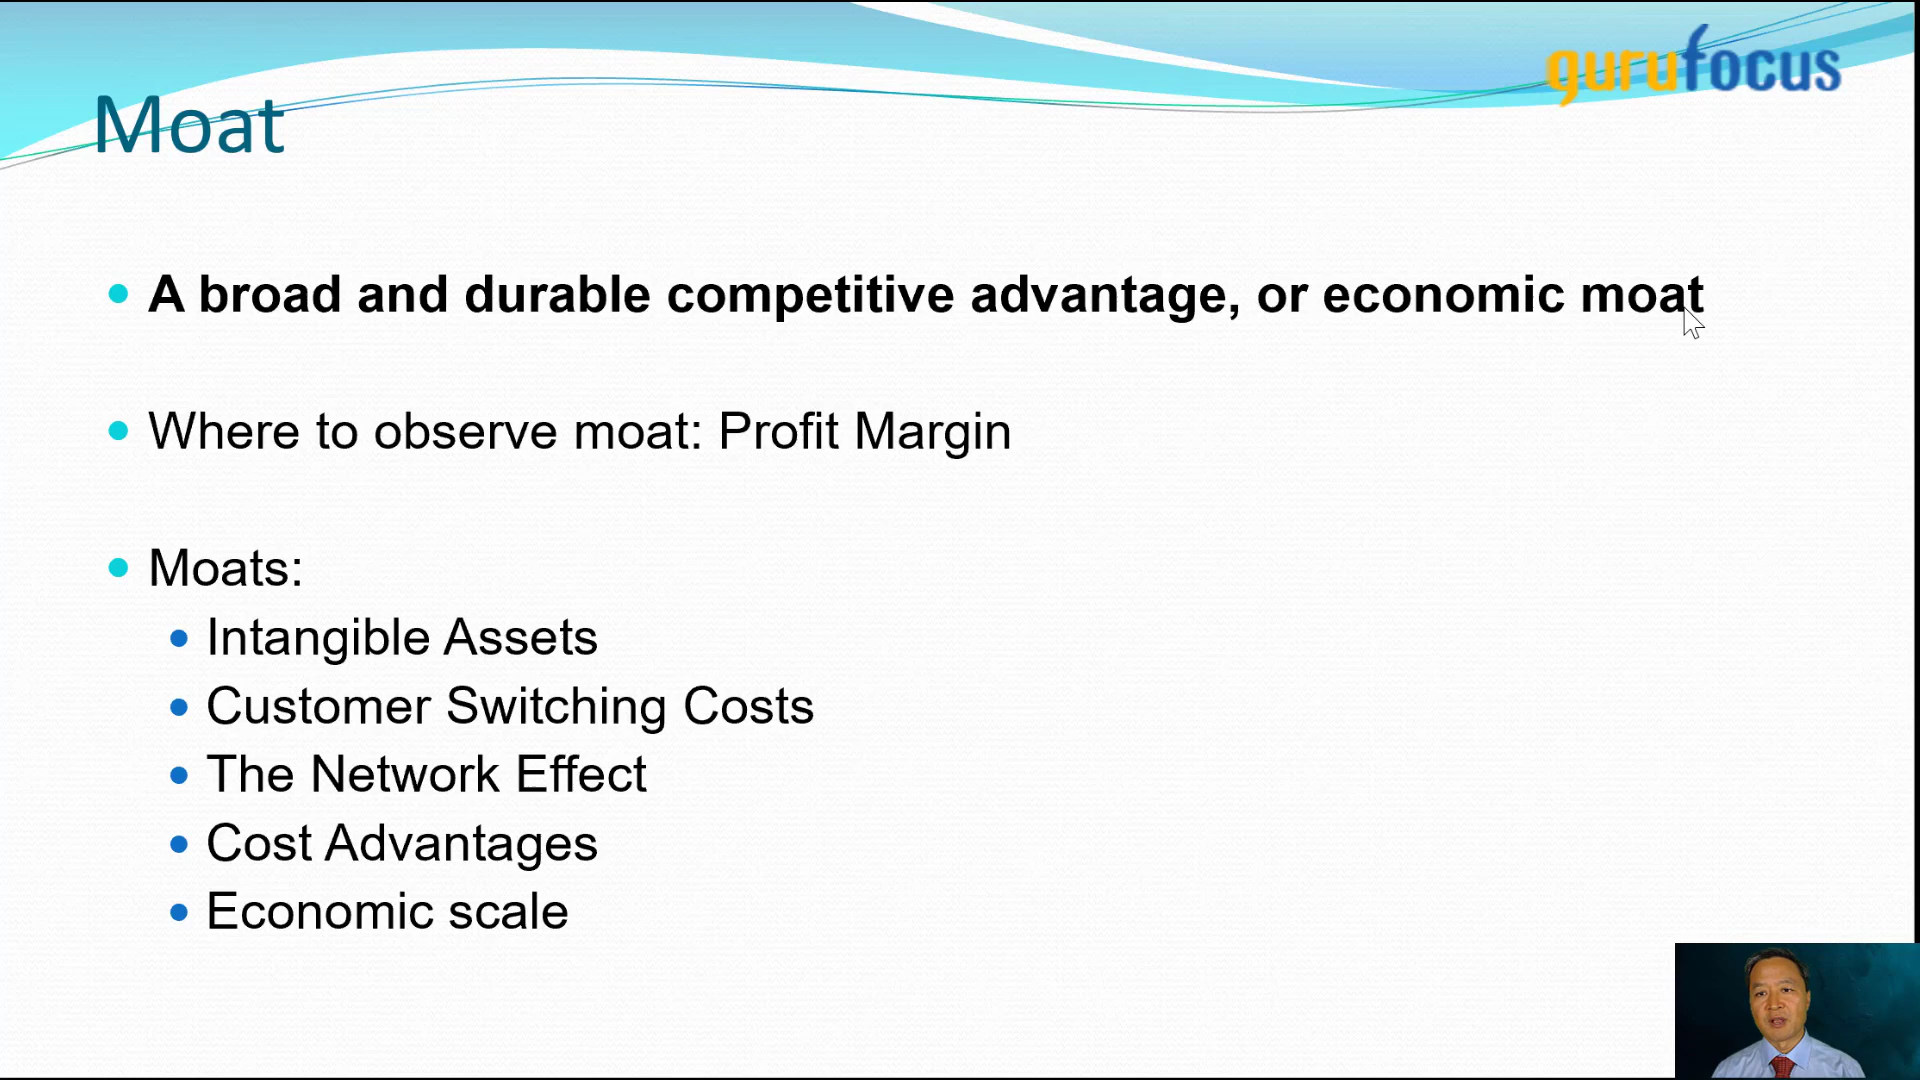 gurufocus
Moat
A broad and durable competitive advantage, or economic moat
Where to observe moat: Profit Margin
Moats:
Intangible Assets
Customer Switching Costs
The Network Effect
Cost Advantages
Economic scale